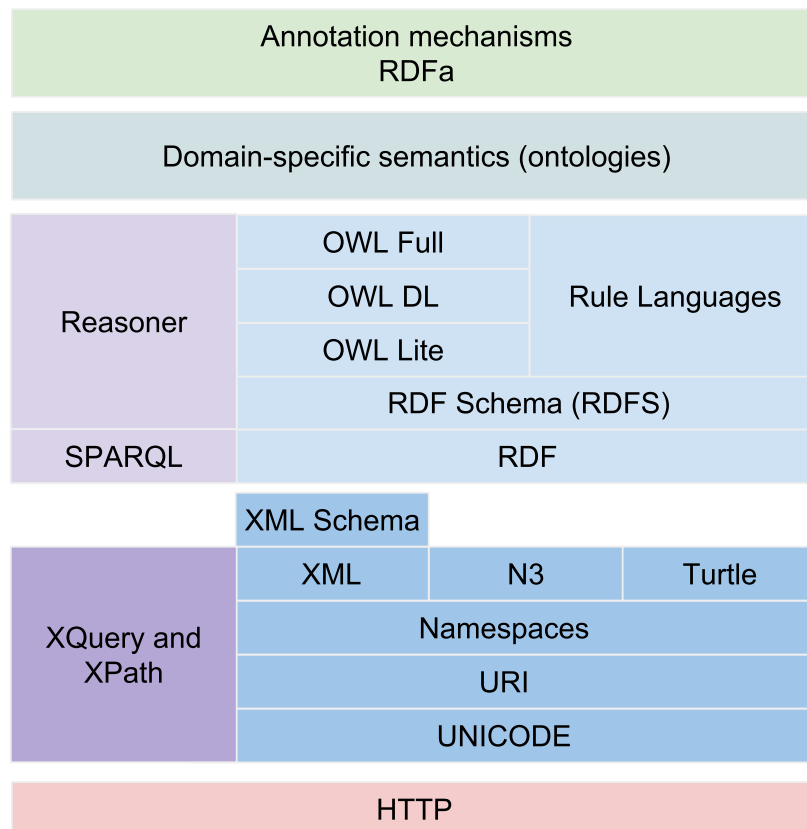 Annotation mechanisms
RDFa
Domain-specific semantics (ontologies)
Reasoner
OWL Full
OWL DL
OWL Lite
Rule Languages
RDF Schema (RDFS)
SPARQL
RDF
XML Schema
XQuery and
XPath
XML
N3
Turtle
Namespaces
URI
UNICODE
HTTP